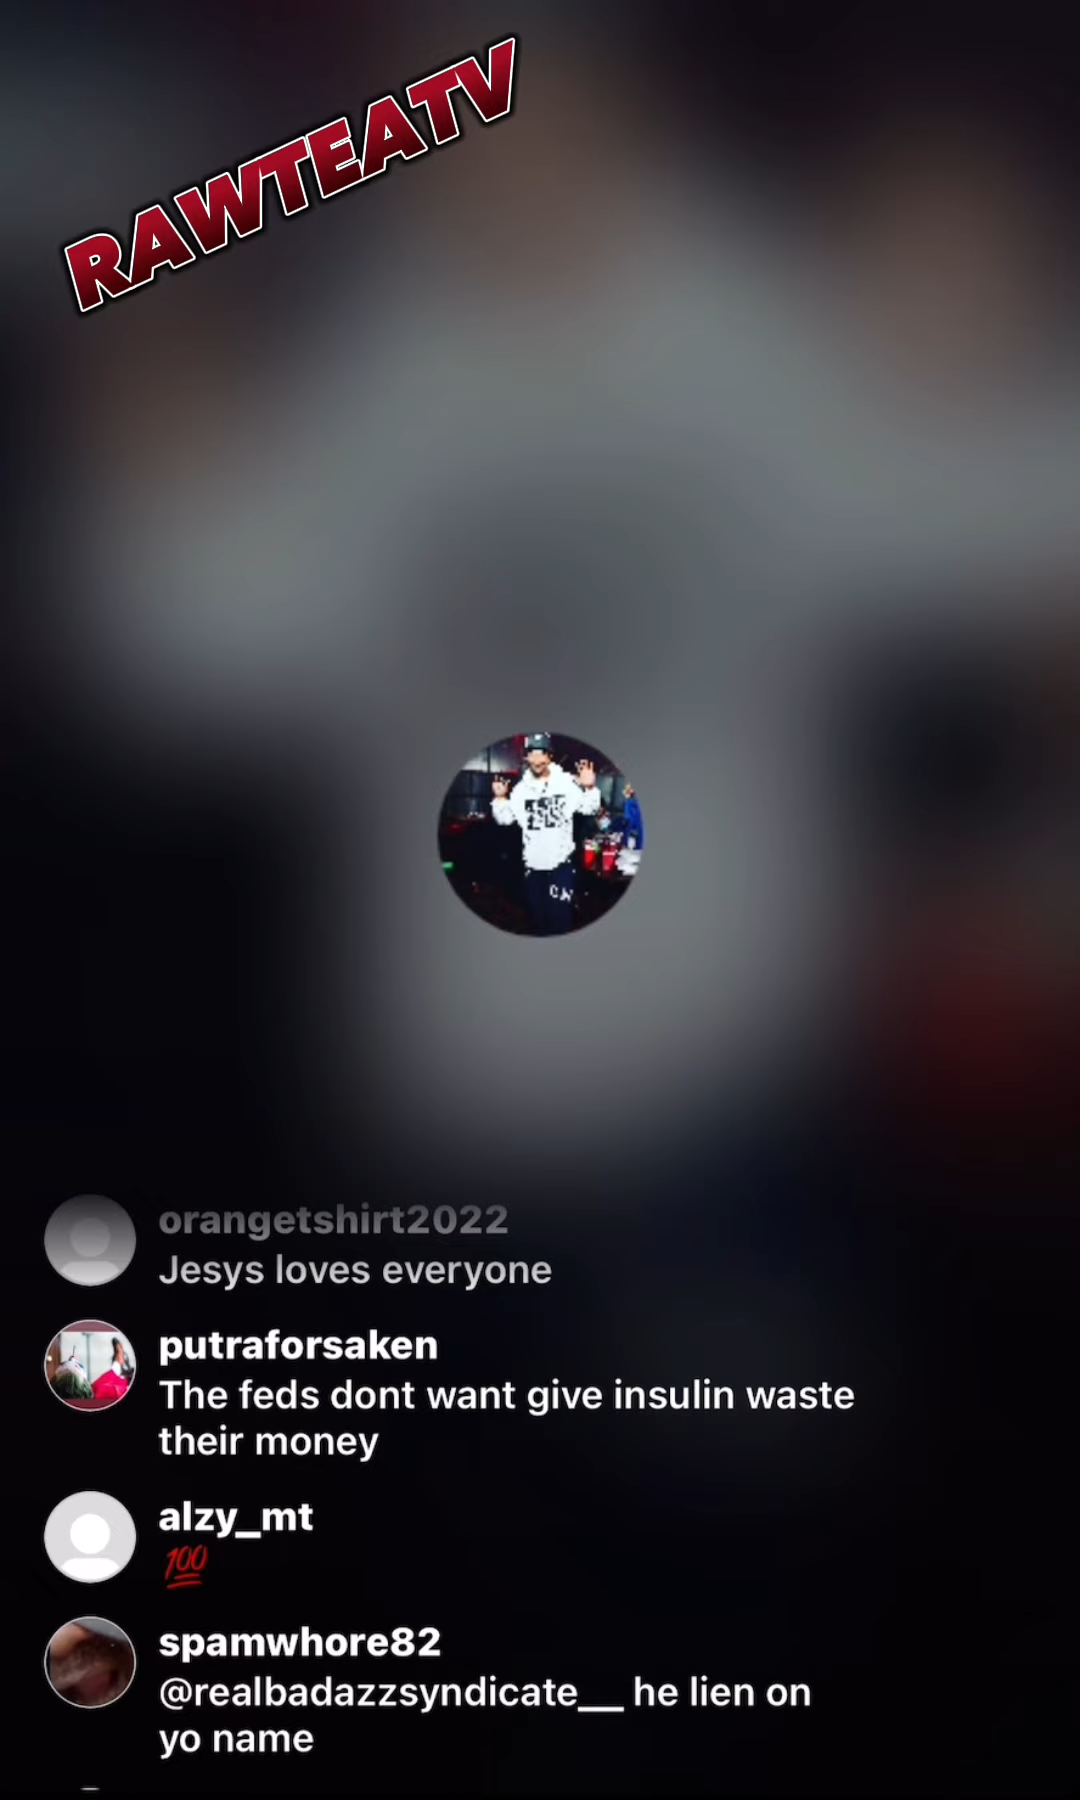 RAWTEATV
orangetshirt2022
Jesys loves everyone
putraforsaken
The feds dont want give insulin waste
their money
alzy_mt
💯
spamwhore82
@realbadazzsyndicate__ he lien on
yo name